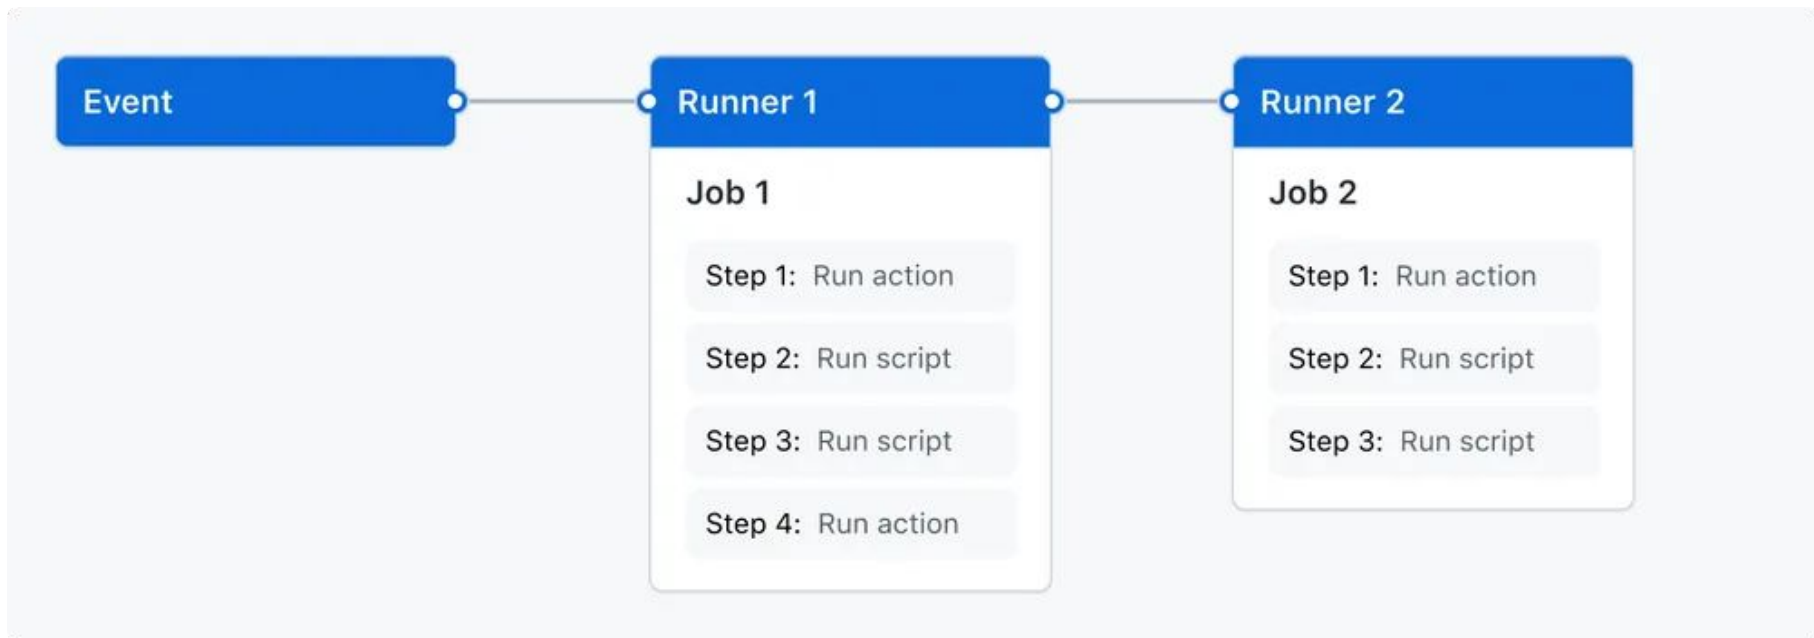 Event
Runner 1
Job 1
Step 1: Run action
Step 2: Run script
Step 3: Run script
Step 4: Run action
Runner 2
Job 2
Step 1: Run action
Step 2: Run script
Step 3: Run script